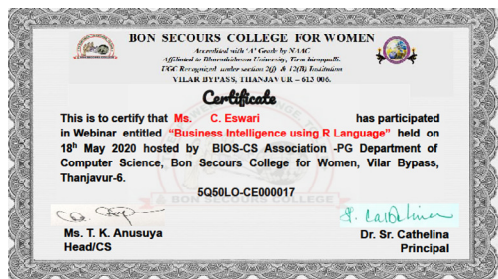 BON SECOURS COLLEGE FOR WOMEN
Accredited with 'A' Grade by NAAC
Affiliated to Bharathidasan University, Tiruchirappalli.
UGC Recognized under section 2(f) & 12(B) Institution
VILAR BYPASS, THANJAVUR – 613 006.
Certificate
This is to certify that Ms. C. Eswari has participated
in Webinar entitled “Business Intelligence using R Language” held on
18th May 2020 hosted by BIOS-CS Association -PG Department of
Computer Science, Bon Secours College for Women, Vilar Bypass,
Thanjavur-6.
5Q50LO-CE000017
BON SECOURS COLLEGE
Ms. T. K. Anusuya
Head/CS
Dr. Sr. Cathelina
Principal